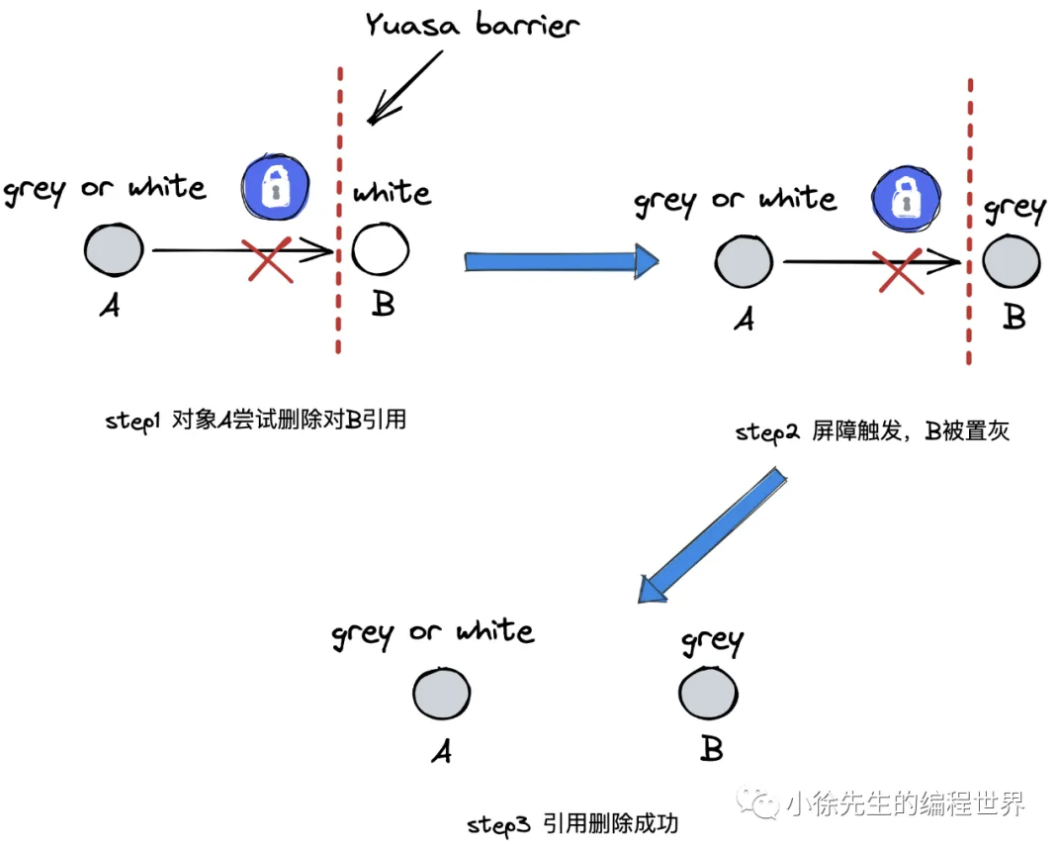 Yuasa barrier
grey or white
white
A
B
step1 对象A尝试删除对B引用
grey or white
grey
A
B
step2 屏障触发，B被置灰
grey or white
grey
A
B
step3 引用删除成功
小徐先生的编程世界